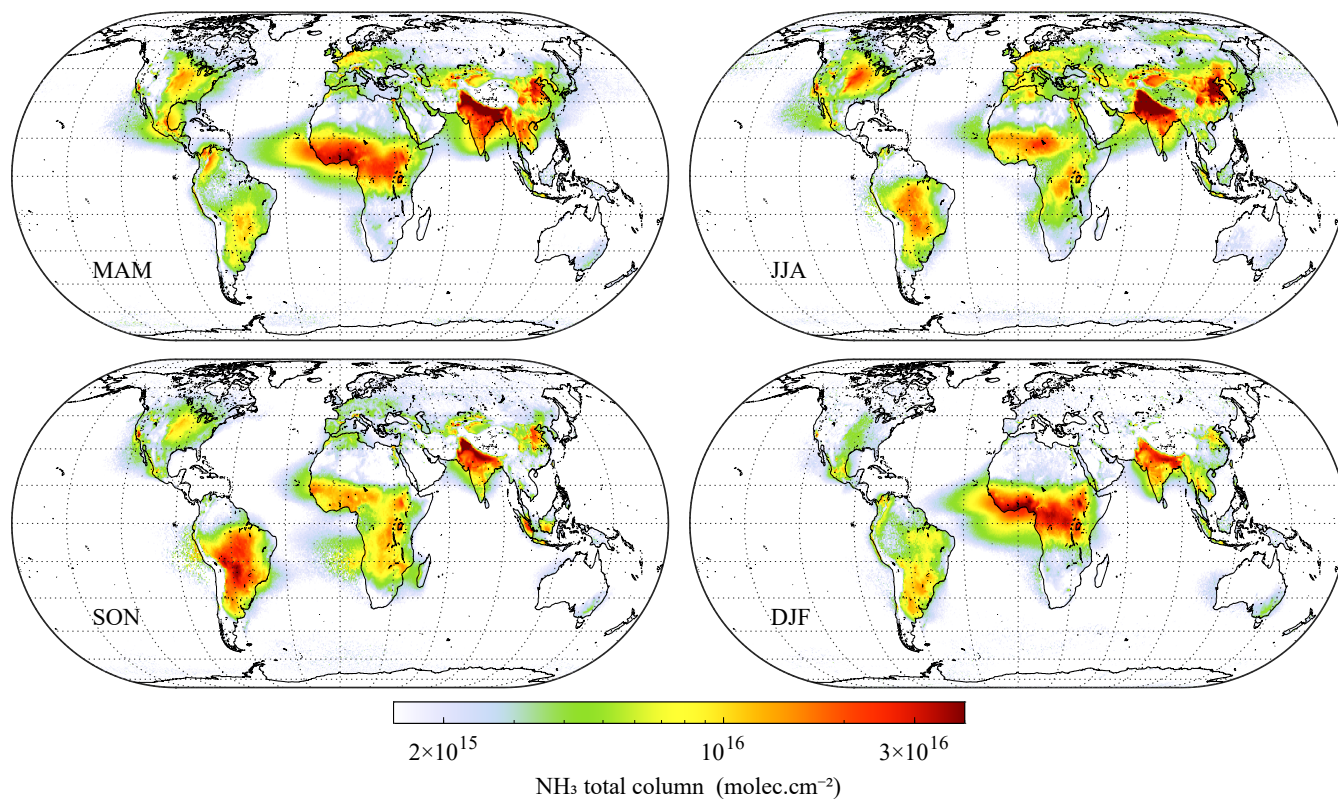 MAM
JJA
SON
DJF
2×10¹⁵
10¹⁶
3×10¹⁶
NH₃ total column (molec.cm⁻²)